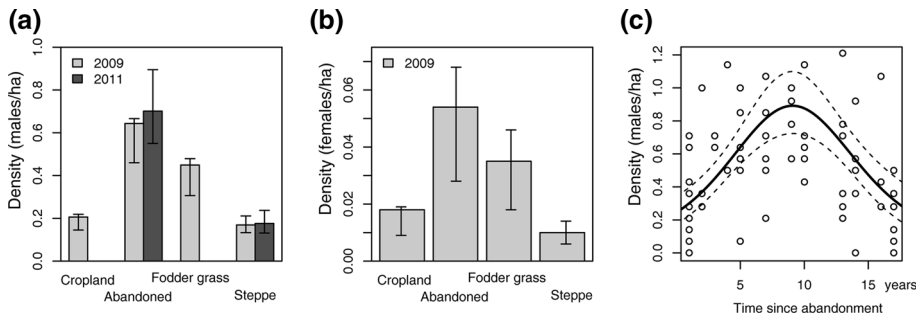 (a)
Density (males/ha)
1.0
0.8
0.6
0.4
0.2
0.0
2009
2011
Cropland
Abandoned
Fodder grass
Steppe
(b)
Density (females/ha)
0.06
0.04
0.02
0.00
2009
Cropland
Abandoned
Fodder grass
Steppe
(c)
Density (males/ha)
1.2
1.0
0.8
0.6
0.4
0.2
0.0
5 10 15 years
Time since abandonment